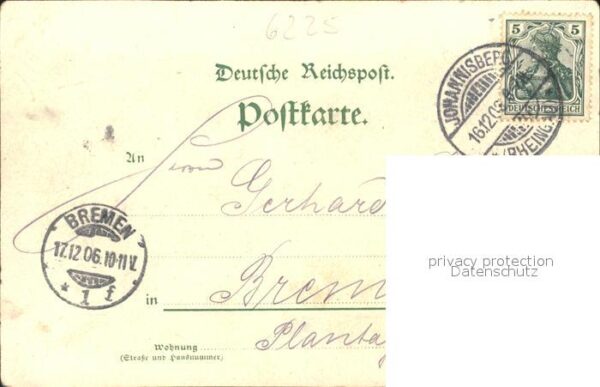 6225
5 5
DEUTSCHES REICH
JOHANNISBERG
16.12.06
(RHEING.
Deutsche Reichspost.
Postkarte.
An Herrn
Gerhard
BREMEN
17.12.06.10-11V.
* 1 f
in Brem
Planta
Wohnung
(Straße und Hausnummer)
privacy protection
Datenschutz